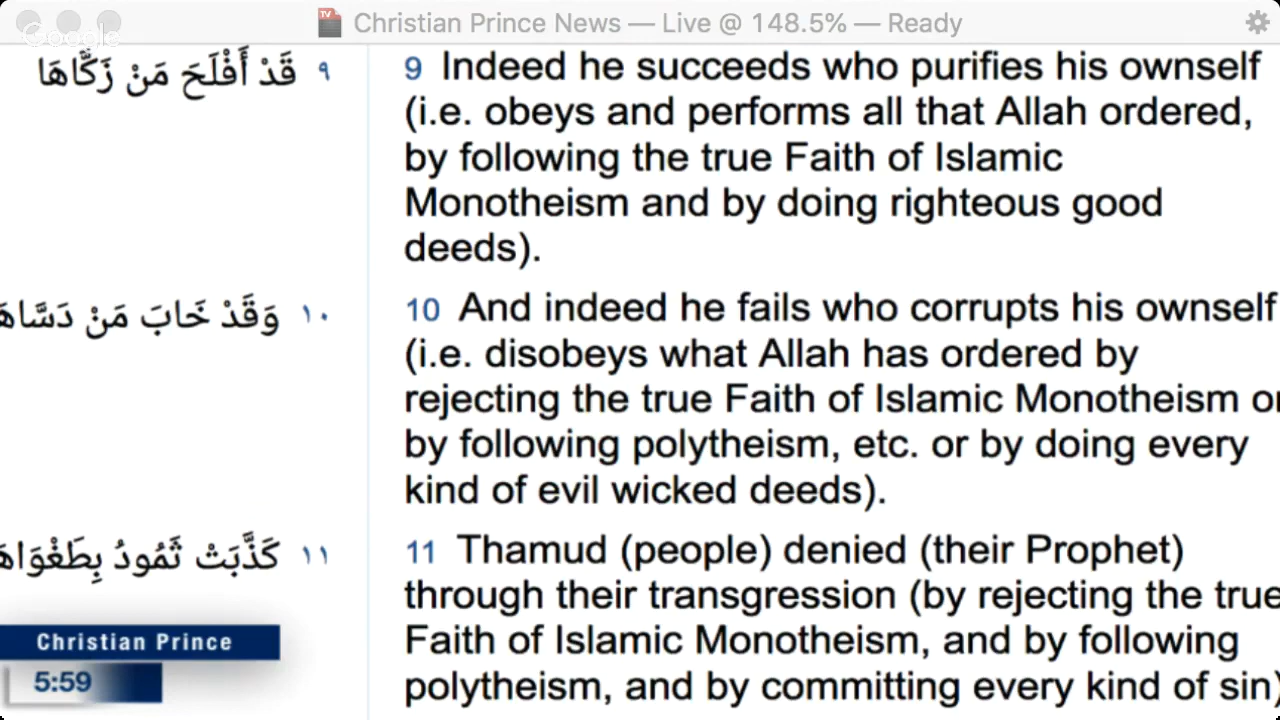 Christian Prince News — Live @ 148.5% — Ready
Google
قَدْ أَفْلَحَ مَنْ زَكَّاهَا ٩
9 Indeed he succeeds who purifies his ownself
(i.e. obeys and performs all that Allah ordered,
by following the true Faith of Islamic
Monotheism and by doing righteous good
deeds).
وَقَدْ خَابَ مَنْ دَسَّاهَ ١٠
10 And indeed he fails who corrupts his ownself
(i.e. disobeys what Allah has ordered by
rejecting the true Faith of Islamic Monotheism or
by following polytheism, etc. or by doing every
kind of evil wicked deeds).
كَذَّبَتْ ثَمُودُ بِطَغْوَاهَ ١١
11 Thamud (people) denied (their Prophet)
through their transgression (by rejecting the true
Faith of Islamic Monotheism, and by following
polytheism, and by committing every kind of sin)
Christian Prince
5:59